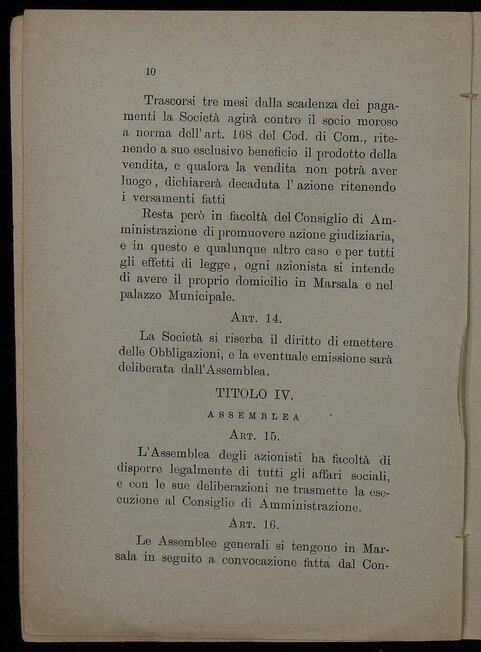 10
Trascorsi tre mesi dalla scadenza dei paga-
menti la Società agirà contro il socio moroso
a norma dell'art. 168 del Cod. di Com., rite-
nendo a suo esclusivo beneficio il prodotto della
vendita, e qualora la vendita non potrà aver
luogo, dichiarerà decaduta l'azione ritenendo
i versamenti fatti
Resta però in facoltà del Consiglio di Am-
ministrazione di promuovere azione giudiziaria,
e in questo e qualunque altro caso e per tutti
gli effetti di legge, ogni azionista si intende
di avere il proprio domicilio in Marsala e nel
palazzo Municipale.
ART. 14.
La Società si riserba il diritto di emettere
delle Obbligazioni, e la eventuale emissione sarà
deliberata dall'Assemblea.
TITOLO IV.
ASSEMBLEA
ART. 15.
L'Assemblea degli azionisti ha facoltà di
disporre legalmente di tutti gli affari sociali,
e con le sue deliberazioni ne trasmette la ese-
cuzione al Consiglio di Amministrazione.
ART. 16.
Le Assemblee generali si tengono in Mar-
sala in seguito a convocazione fatta dal Con-